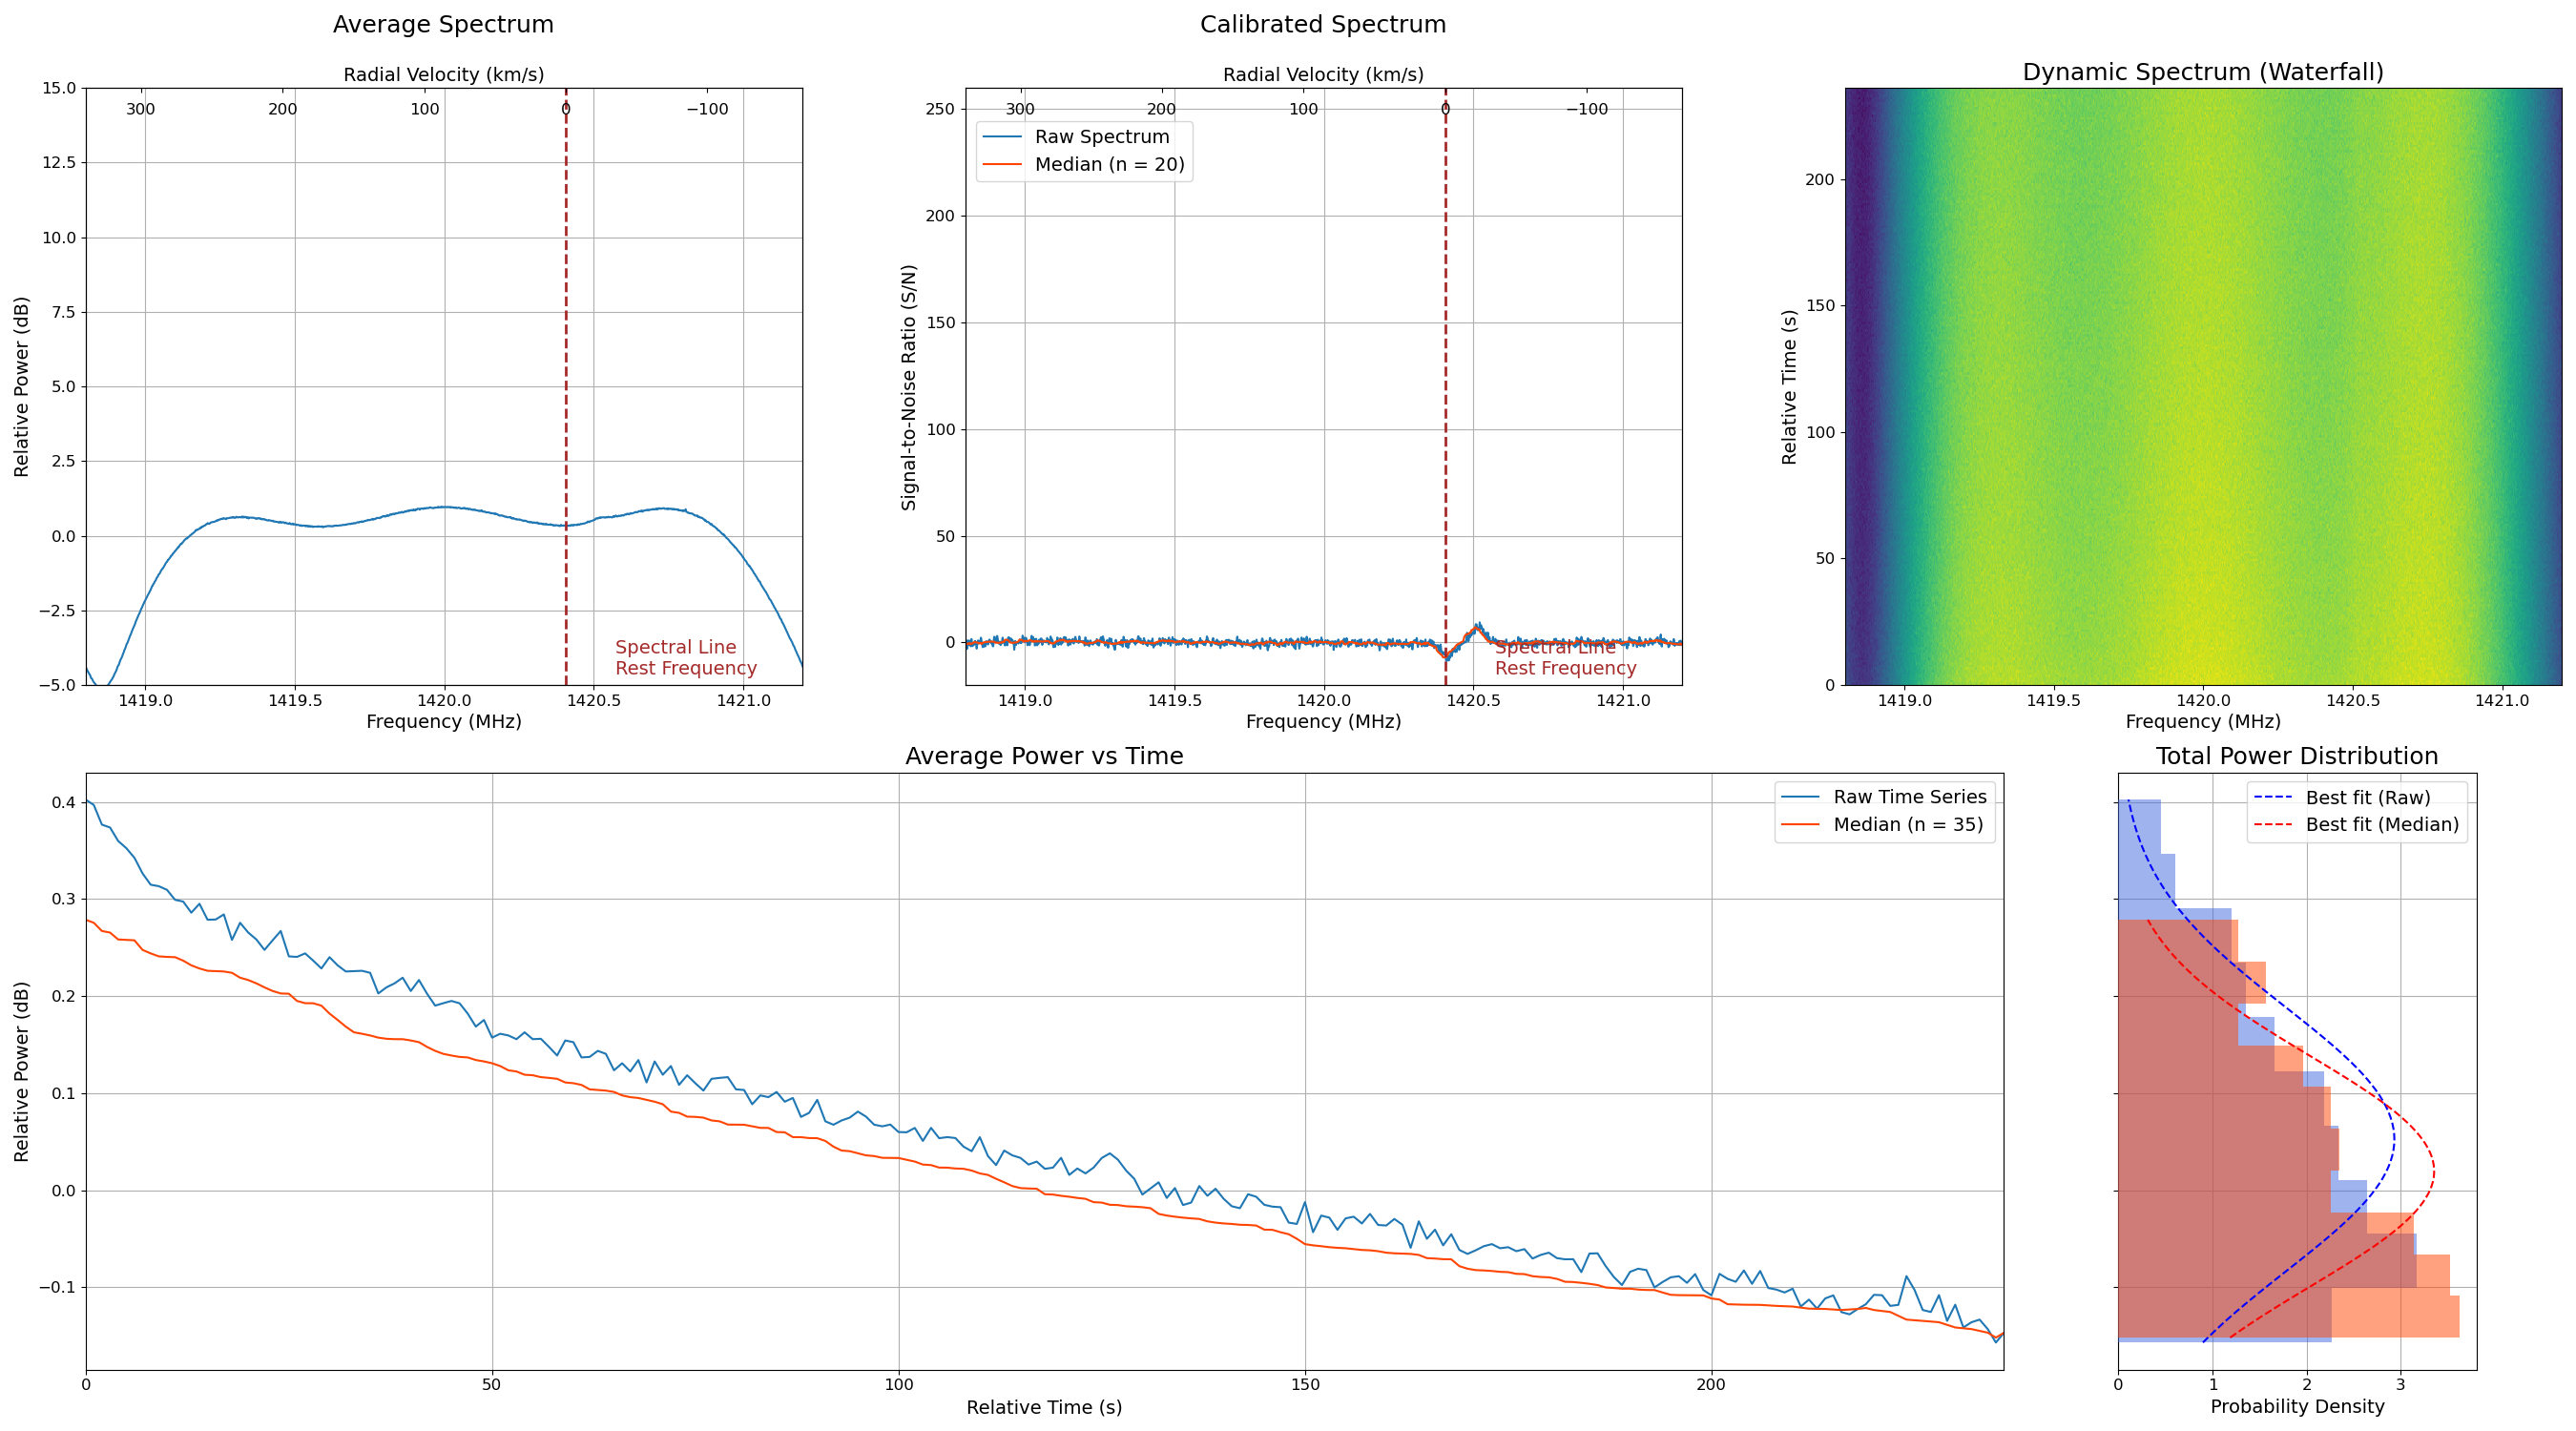 Average Spectrum
Radial Velocity (km/s)
300 200 100 0 −100
15.0
12.5
10.0
7.5
5.0
2.5
0.0
−2.5
−5.0
Relative Power (dB)
Spectral Line
Rest Frequency
1419.0 1419.5 1420.0 1420.5 1421.0
Frequency (MHz)
Calibrated Spectrum
Radial Velocity (km/s)
300 200 100 0 −100
Raw Spectrum
Median (n = 20)
250
200
150
100
50
0
Signal-to-Noise Ratio (S/N)
Spectral Line
Rest Frequency
1419.0 1419.5 1420.0 1420.5 1421.0
Frequency (MHz)
Dynamic Spectrum (Waterfall)
200
150
100
50
0
Relative Time (s)
1419.0 1419.5 1420.0 1420.5 1421.0
Frequency (MHz)
Average Power vs Time
Raw Time Series
Median (n = 35)
0.4
0.3
0.2
0.1
0.0
−0.1
Relative Power (dB)
0 50 100 150 200
Relative Time (s)
Total Power Distribution
Best fit (Raw)
Best fit (Median)
0 1 2 3
Probability Density